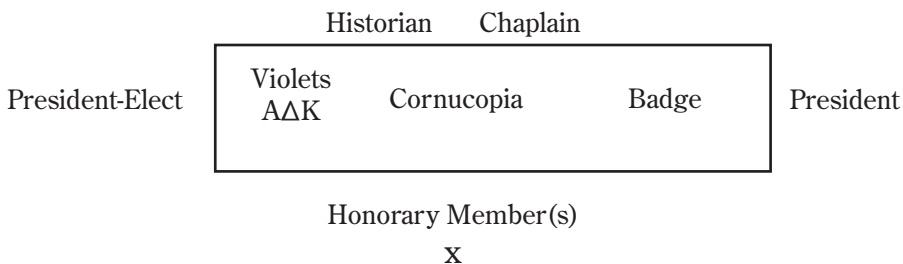 Historian Chaplain
President-Elect
Violets
AΔK
Cornucopia
Badge
President
Honorary Member(s)
x